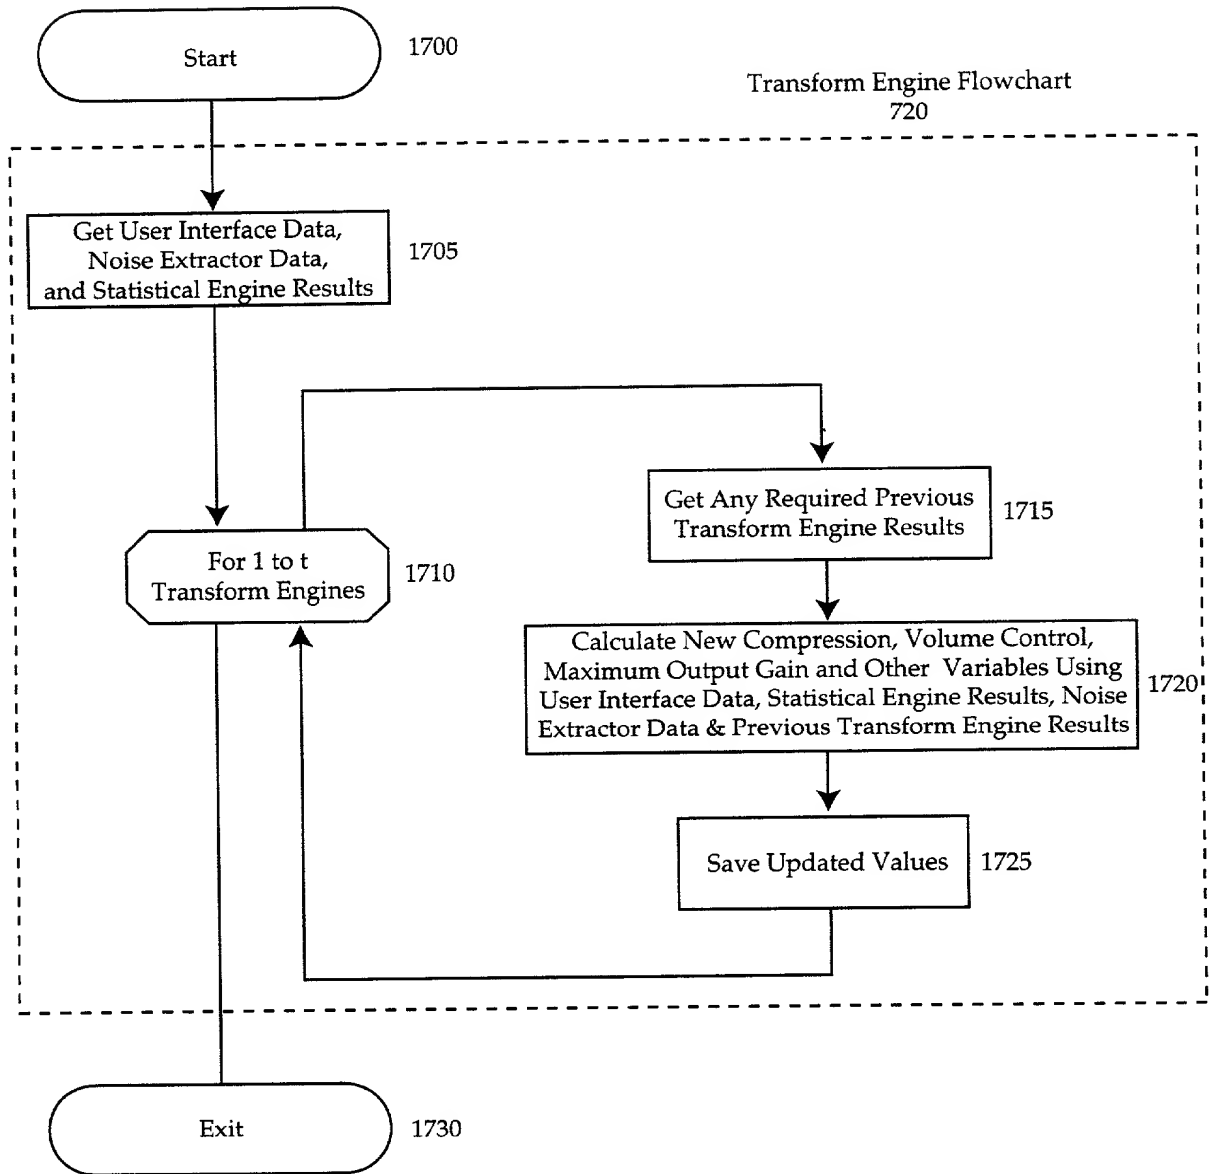 Start
1700
Transform Engine Flowchart
720
Get User Interface Data,
Noise Extractor Data,
and Statistical Engine Results
1705
For 1 to t
Transform Engines
1710
Get Any Required Previous
Transform Engine Results
1715
Calculate New Compression, Volume Control,
Maximum Output Gain and Other Variables Using
User Interface Data, Statistical Engine Results, Noise
Extractor Data & Previous Transform Engine Results
1720
Save Updated Values
1725
Exit
1730